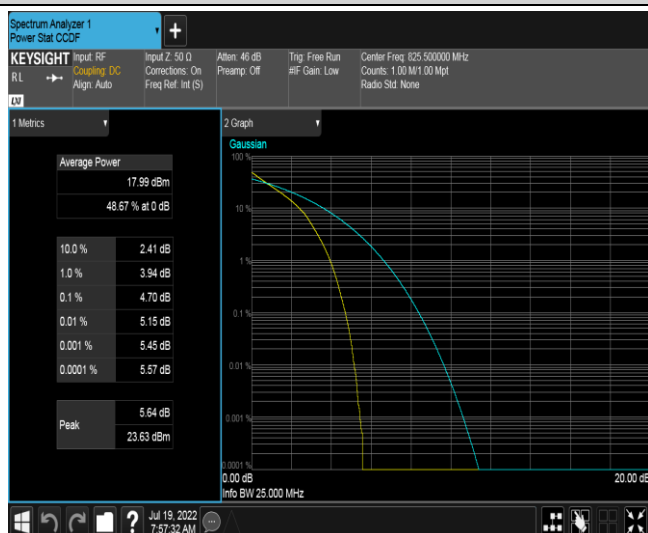 Spectrum Analyzer 1
Power Stat CCDF
+
KEYSIGHT
RL
LXI
Input: RF
Coupling: DC
Align: Auto
Input Z: 50 Ω
Corrections: On
Freq Ref: Int (S)
Atten: 46 dB
Preamp: Off
Trig: Free Run
#IF Gain: Low
Center Freq: 825.500000 MHz
Counts: 1.00 M/1.00 Mpt
Radio Std: None
1 Metrics
Average Power
17.99 dBm
48.67 % at 0 dB
10.0 % 2.41 dB
1.0 % 3.94 dB
0.1 % 4.70 dB
0.01 % 5.15 dB
0.001 % 5.45 dB
0.0001 % 5.57 dB
Peak
5.64 dB
23.63 dBm
2 Graph
Gaussian
100 %
10 %
1 %
0.1 %
0.01 %
0.001 %
0.0001 %
0.00 dB 20.00 dB
Info BW 25.000 MHz
?
Jul 19, 2022
7:57:32 AM